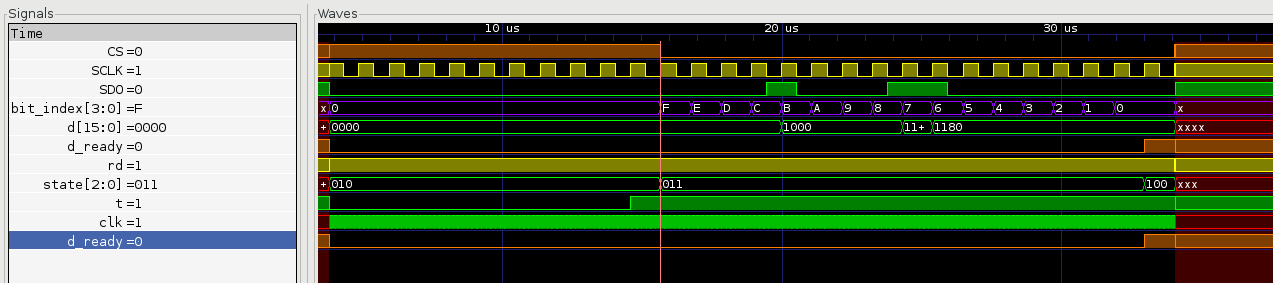 Signals
Waves
Time
10 us 20 us 30 us
CS=0
SCLK=1
SDO=0
bit_index[3:0]=F x 0 F E D C B A 9 8 7 6 5 4 3 2 1 0 x
d[15:0]=0000 + 0000 1000 11+ 1180 xxxx
d_ready=0
rd=1
state[2:0]=011 + 010 011 100 xxx
t=1
clk=1
d_ready=0